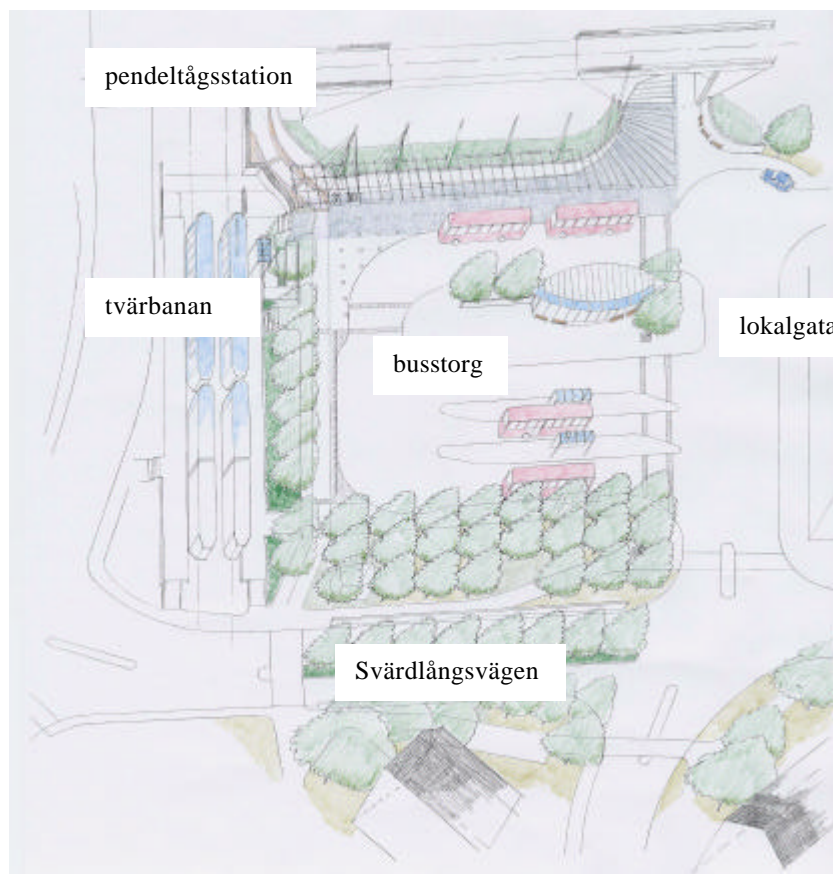 pendeltågsstation
tvärbanan
lokalgata
busstorg
Svärdlångsvägen